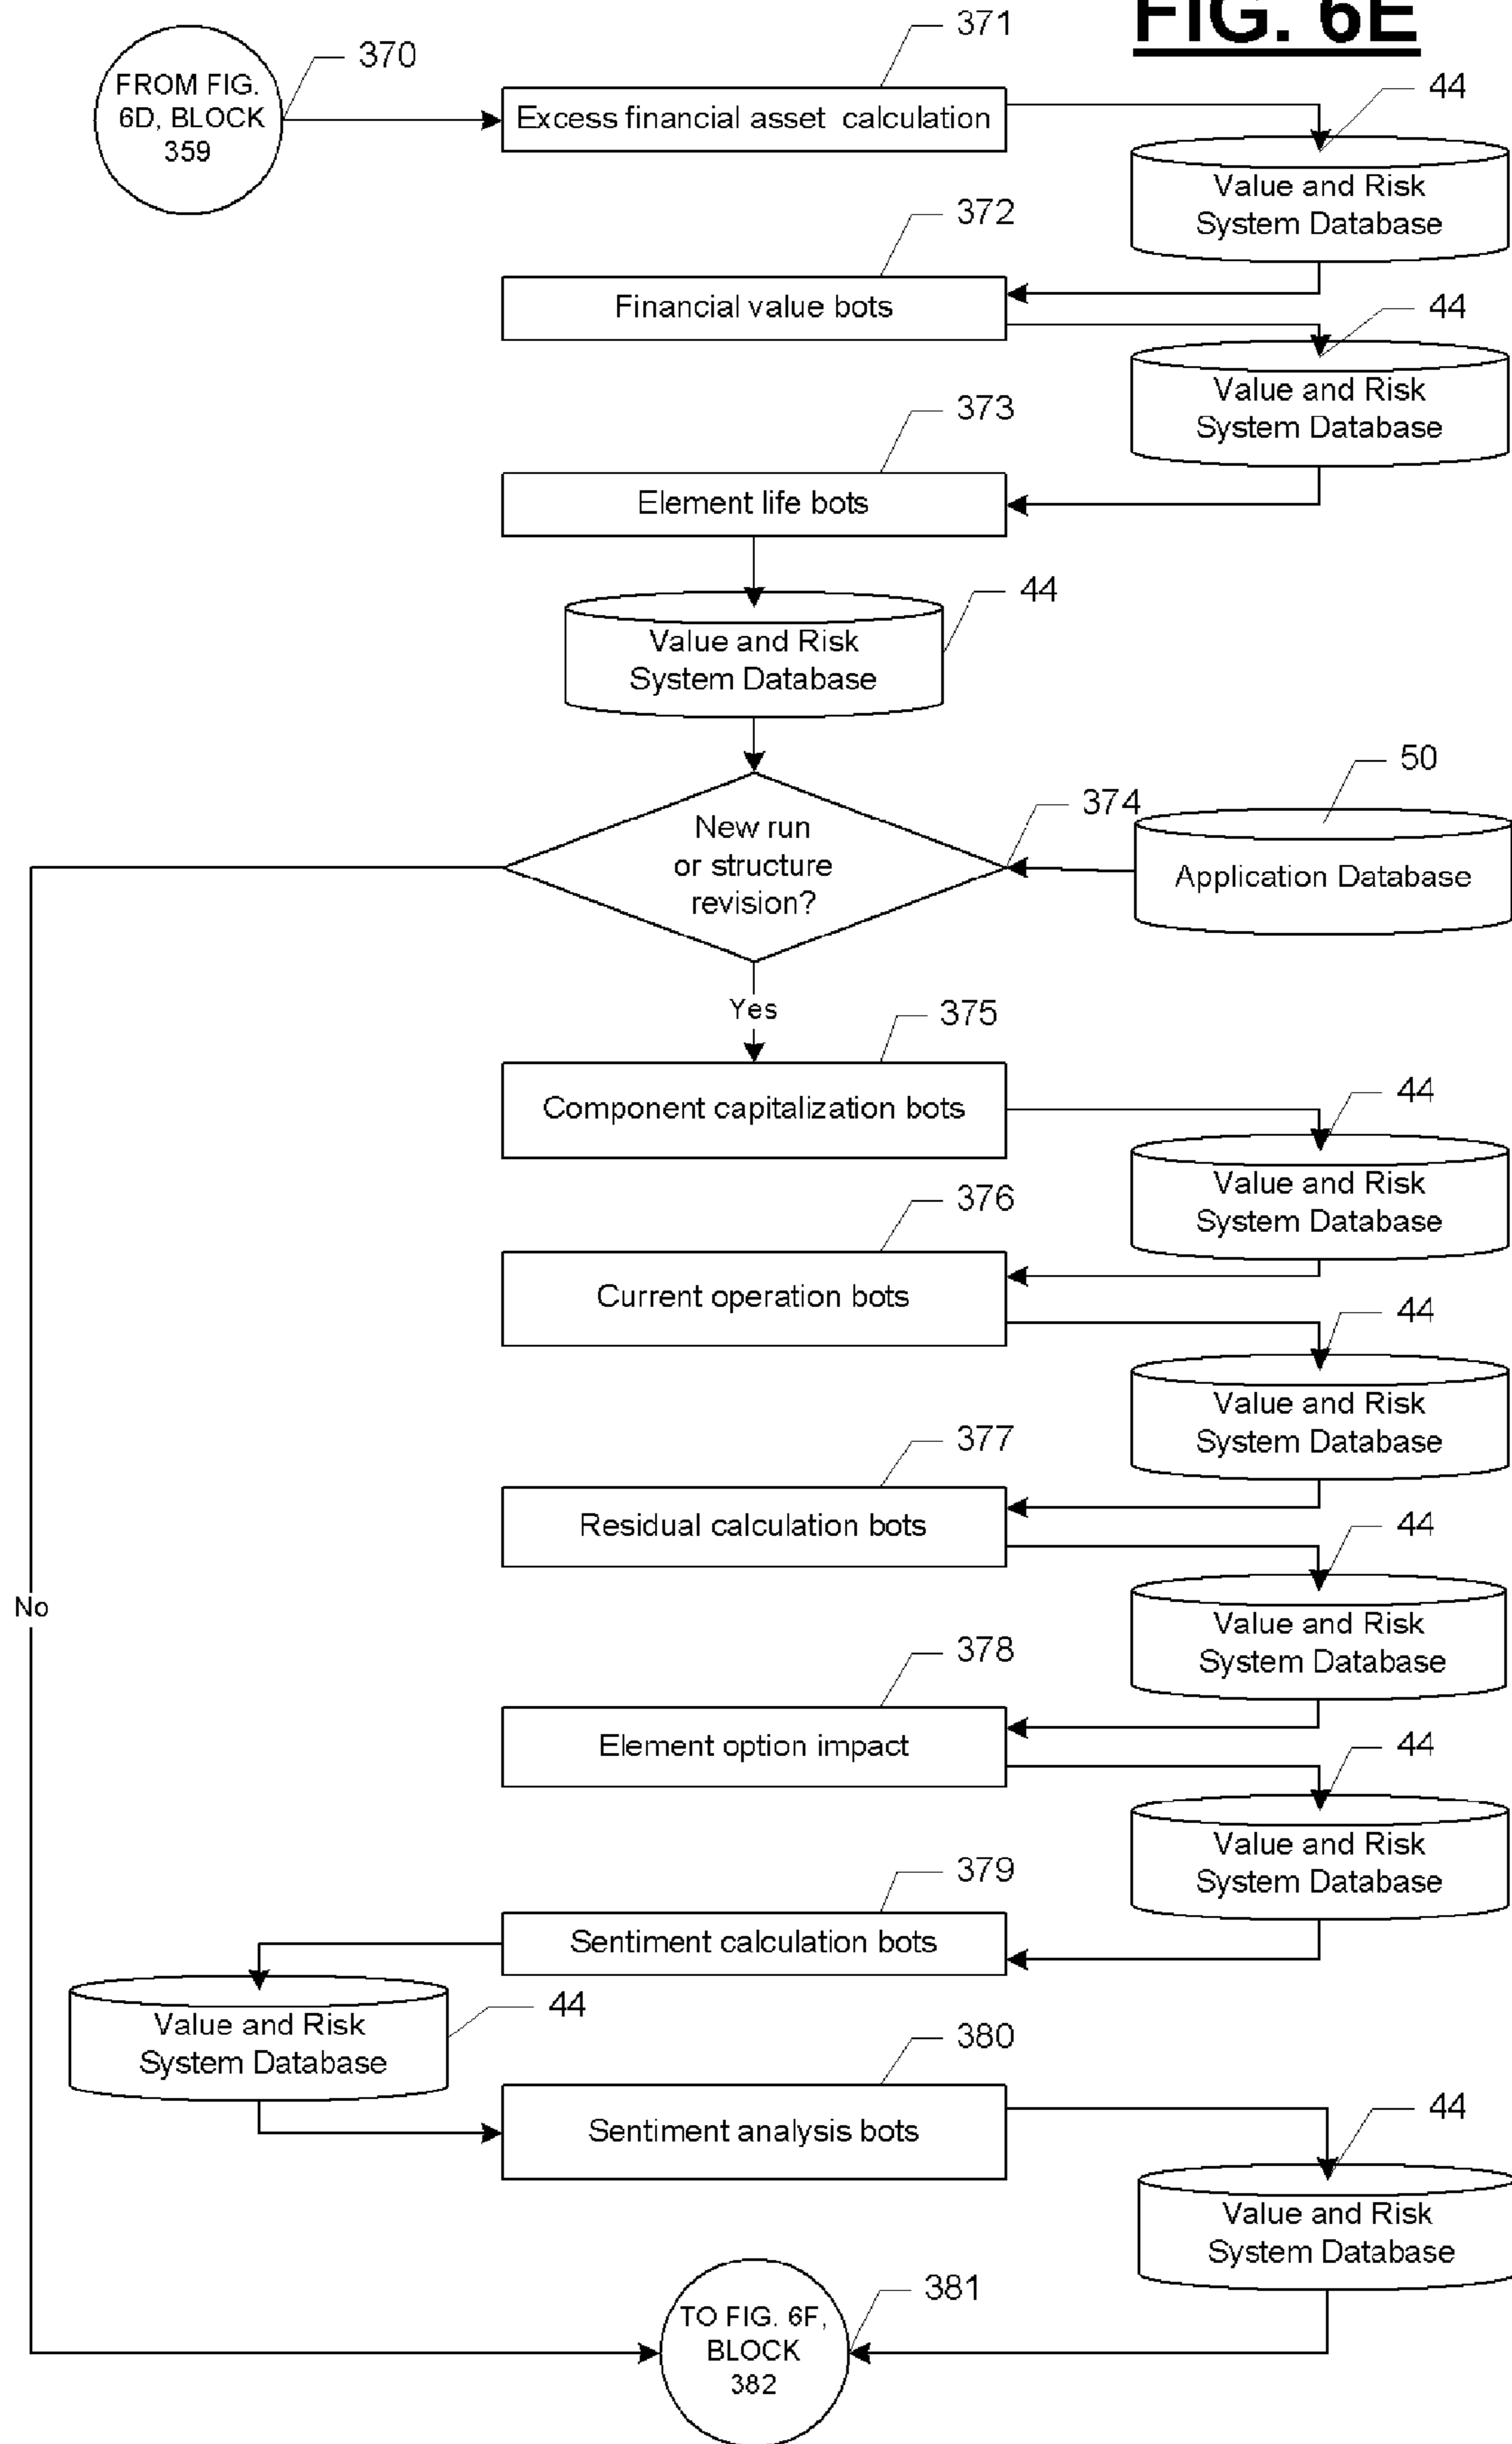 FIG. 6E
370
371
FROM FIG.
6D, BLOCK
359
Excess financial asset calculation
44
Value and Risk
System Database
372
Financial value bots
44
Value and Risk
System Database
373
Element life bots
44
Value and Risk
System Database
50
374
New run
or structure
revision?
Application Database
Yes
375
Component capitalization bots
44
Value and Risk
System Database
376
Current operation bots
44
Value and Risk
System Database
377
Residual calculation bots
44
Value and Risk
System Database
No
378
Element option impact
44
Value and Risk
System Database
379
Sentiment calculation bots
44
Value and Risk
System Database
380
Sentiment analysis bots
44
Value and Risk
System Database
381
TO FIG. 6F,
BLOCK
382